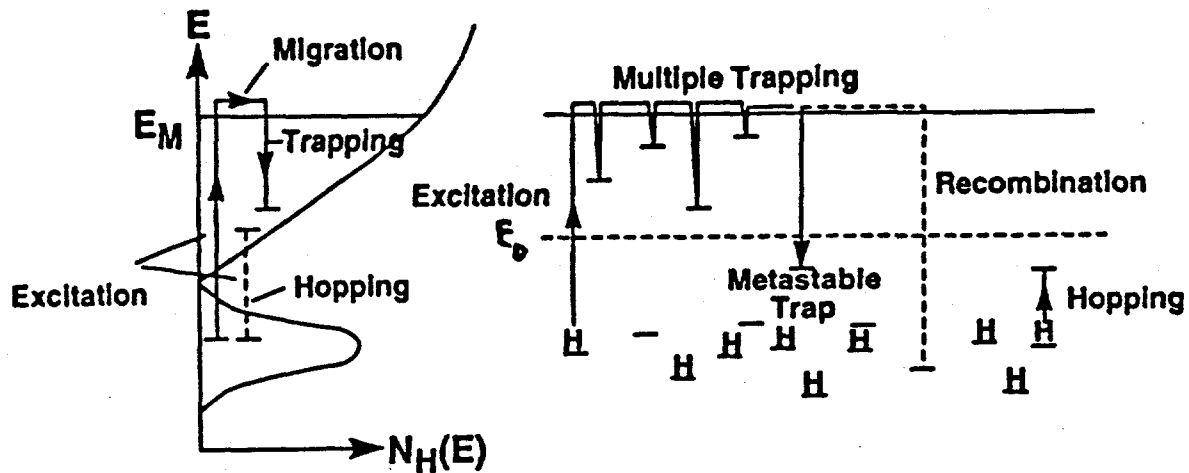 E
Migration
E_M
Trapping
Excitation
Hopping
N_H(E)
Multiple Trapping
Excitation
E_D
Recombination
Metastable
Trap
Hopping
H
H
H
H
H
H
H
H
H